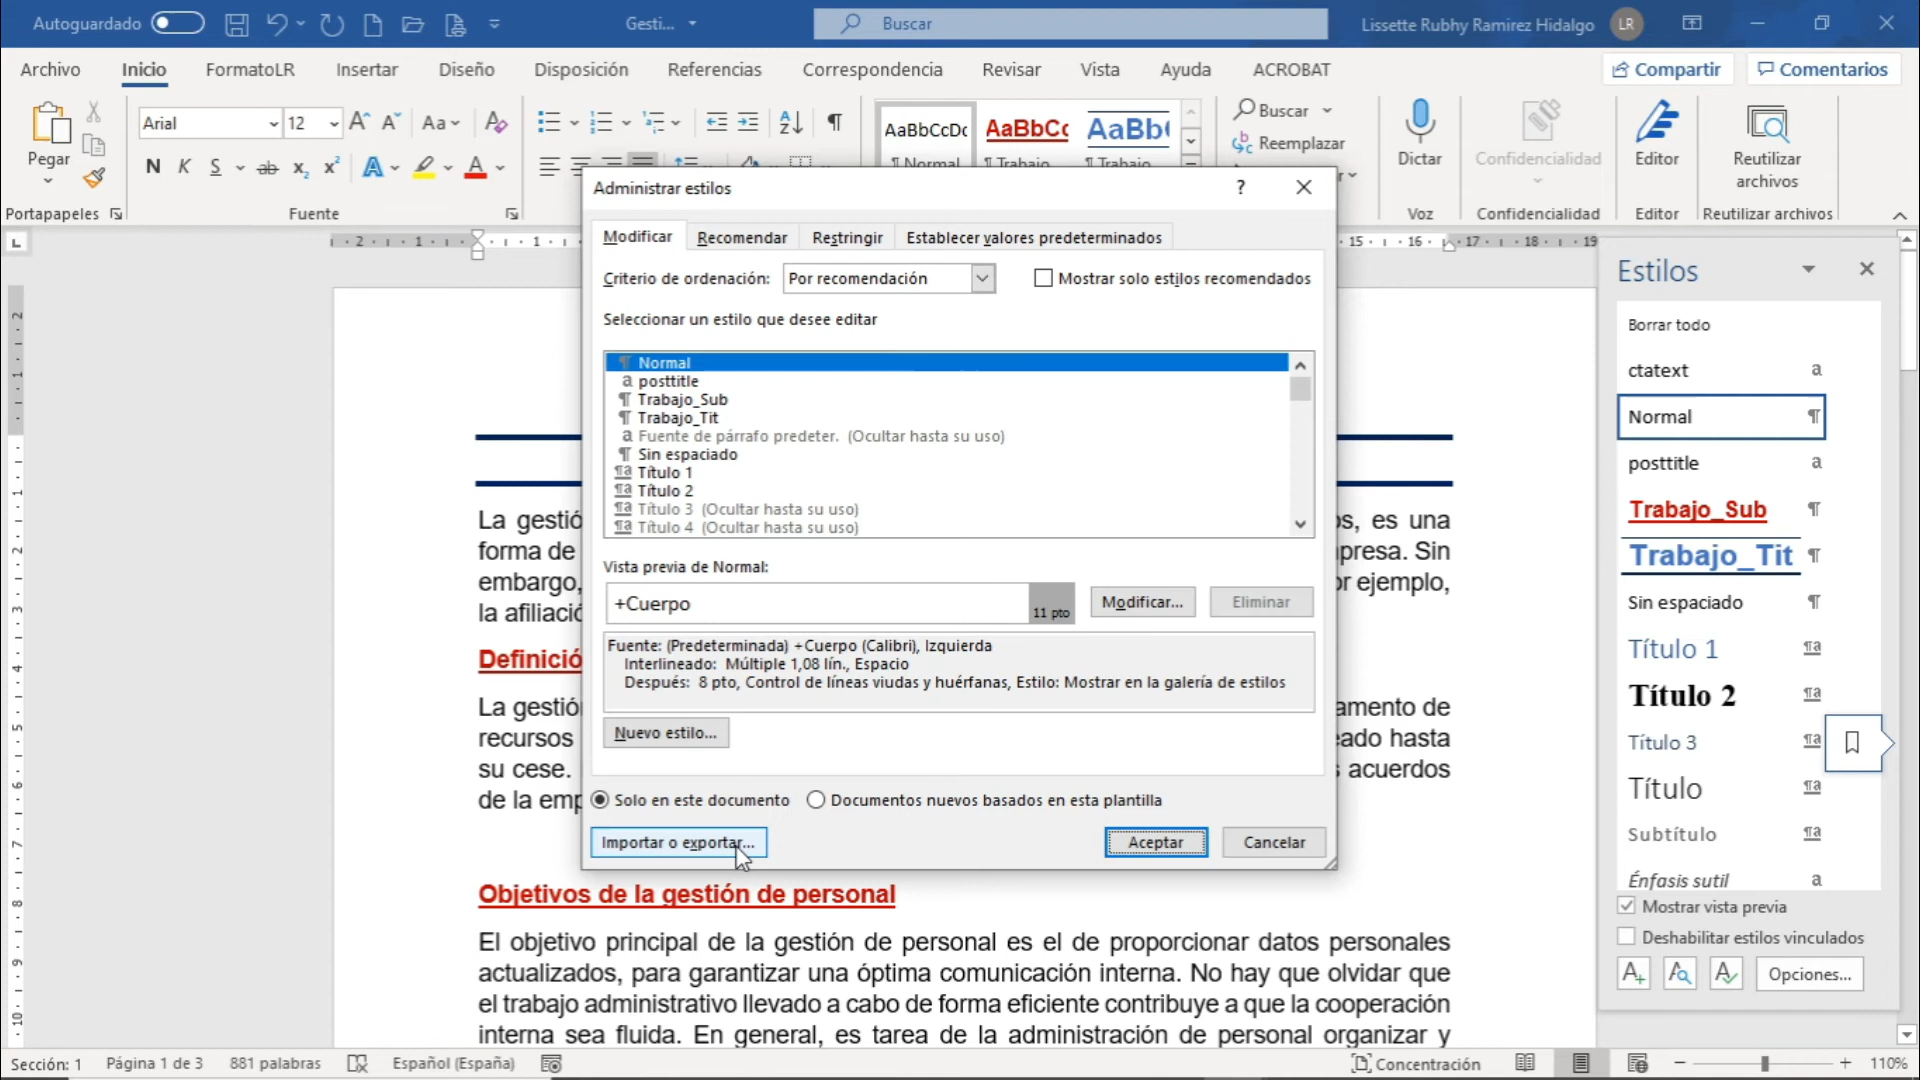 Autoguardado
Gesti...
Buscar
Lissette Rubhy Ramirez Hidalgo
LR
Archivo
Inicio
FormatoLR
Insertar
Diseño
Disposición
Referencias
Correspondencia
Revisar
Vista
Ayuda
ACROBAT
Compartir
Comentarios
Pegar
Portapapeles
Arial
12
Aa
N K S ab x₂ x²
Fuente
AaBbCcDc
¶ Normal
AaBbCc
¶ Trabajo
AaBb(
¶ Trabajo
Buscar
Reemplazar
Dictar
Voz
Confidencialidad
Confidencialidad
Editor
Editor
Reutilizar
archivos
Reutilizar archivos
Administrar estilos
?
Modificar
Recomendar
Restringir
Establecer valores predeterminados
Criterio de ordenación:
Por recomendación
Mostrar solo estilos recomendados
Seleccionar un estilo que desee editar
¶ Normal
a posttitle
¶ Trabajo_Sub
¶ Trabajo_Tit
a Fuente de párrafo predeter. (Ocultar hasta su uso)
¶ Sin espaciado
¶a Título 1
¶a Título 2
¶a Título 3 (Ocultar hasta su uso)
¶a Título 4 (Ocultar hasta su uso)
Vista previa de Normal:
+Cuerpo
11 pto
Modificar...
Eliminar
Fuente: (Predeterminada) +Cuerpo (Calibri), Izquierda
Interlineado: Múltiple 1,08 lín., Espacio
Después: 8 pto, Control de líneas viudas y huérfanas, Estilo: Mostrar en la galería de estilos
Nuevo estilo...
Solo en este documento
Documentos nuevos basados en esta plantilla
Importar o exportar...
Aceptar
Cancelar
La gestió
os, es una
forma de
presa. Sin
embargo,
or ejemplo,
la afiliació
Definició
La gestión
amento de
recursos
eado hasta
su cese.
s acuerdos
de la emp
Objetivos de la gestión de personal
El objetivo principal de la gestión de personal es el de proporcionar datos personales
actualizados, para garantizar una óptima comunicación interna. No hay que olvidar que
el trabajo administrativo llevado a cabo de forma eficiente contribuye a que la cooperación
interna sea fluida. En general, es tarea de la administración de personal organizar y
Estilos
Borrar todo
ctatext a
Normal ¶
posttitle a
Trabajo_Sub ¶
Trabajo_Tit ¶
Sin espaciado ¶
Título 1 ¶a
Título 2 ¶a
Título 3 ¶a
Título ¶a
Subtítulo ¶a
Énfasis sutil a
Mostrar vista previa
Deshabilitar estilos vinculados
Opciones...
Sección: 1
Página 1 de 3
881 palabras
Español (España)
Concentración
110%